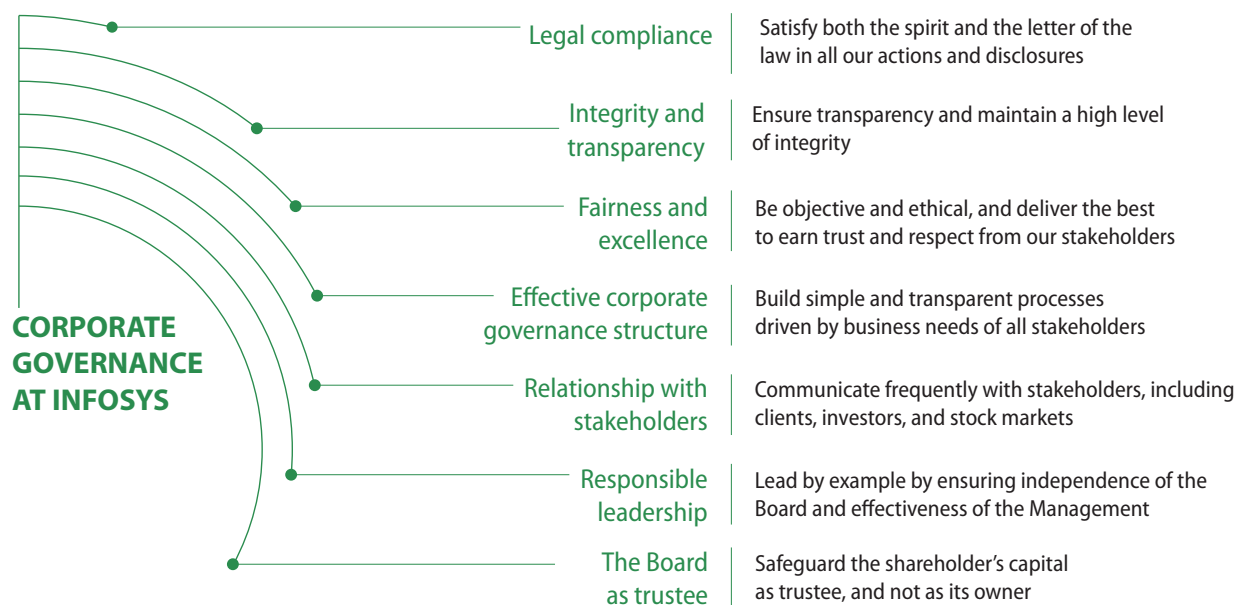 CORPORATE
GOVERNANCE
AT INFOSYS
Legal compliance
Satisfy both the spirit and the letter of the
law in all our actions and disclosures
Integrity and
transparency
Ensure transparency and maintain a high level
of integrity
Fairness and
excellence
Be objective and ethical, and deliver the best
to earn trust and respect from our stakeholders
Effective corporate
governance structure
Build simple and transparent processes
driven by business needs of all stakeholders
Relationship with
stakeholders
Communicate frequently with stakeholders, including
clients, investors, and stock markets
Responsible
leadership
Lead by example by ensuring independence of the
Board and effectiveness of the Management
The Board
as trustee
Safeguard the shareholder’s capital
as trustee, and not as its owner